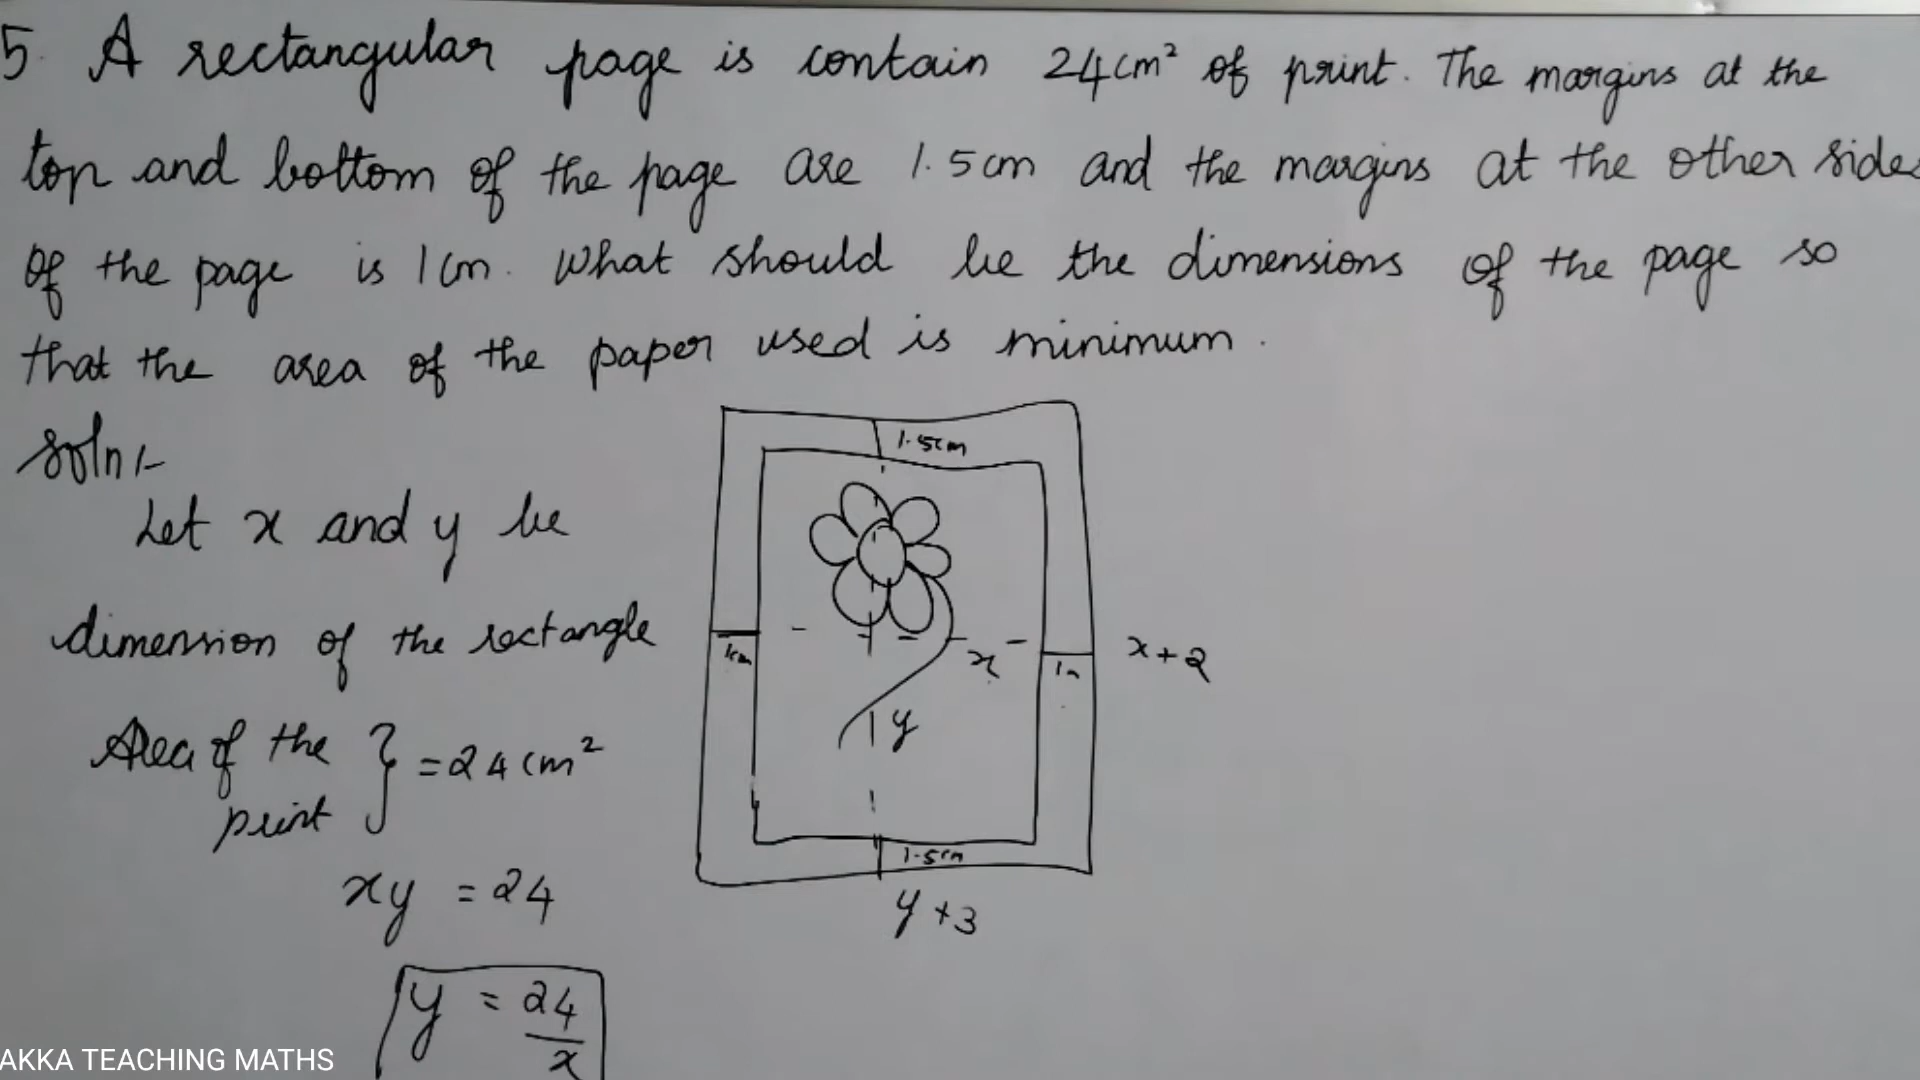 5. A rectangular page is contain 24cm² of print. The margins at the
top and bottom of the page are 1.5cm and the margins at the other sides
of the page is 1cm. What should be the dimensions of the page so
that the area of the paper used is minimum.
Soln:-
Let x and y be
dimension of the rectangle
Area of the print } = 24cm²
xy = 24
y = 24/x
1.5cm
1cm
x
1m
x+2
y
1.5cm
y+3
AKKA TEACHING MATHS